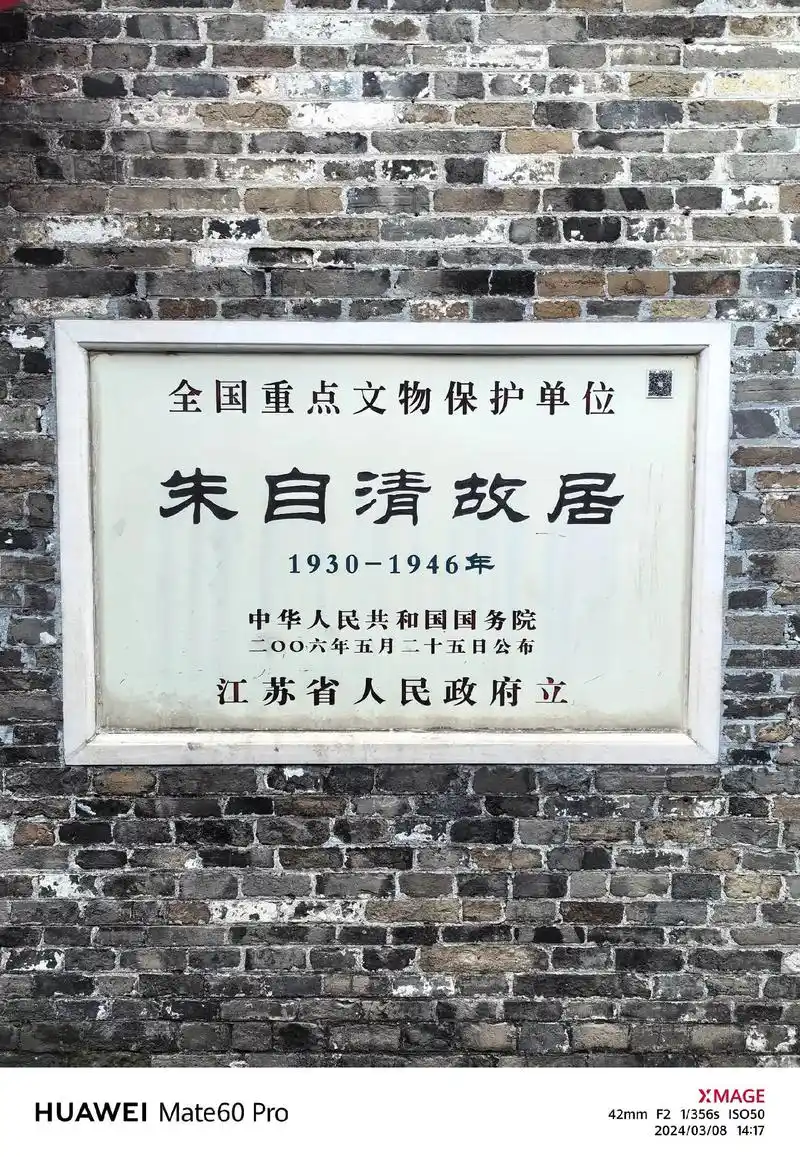 全国重点文物保护单位
朱自清故居
1930-1946年
中华人民共和国国务院
二〇〇六年五月二十五日公布
江苏省人民政府立
HUAWEI Mate60 Pro
XMAGE
42mm F2 1/356s ISO50
2024/03/08 14:17